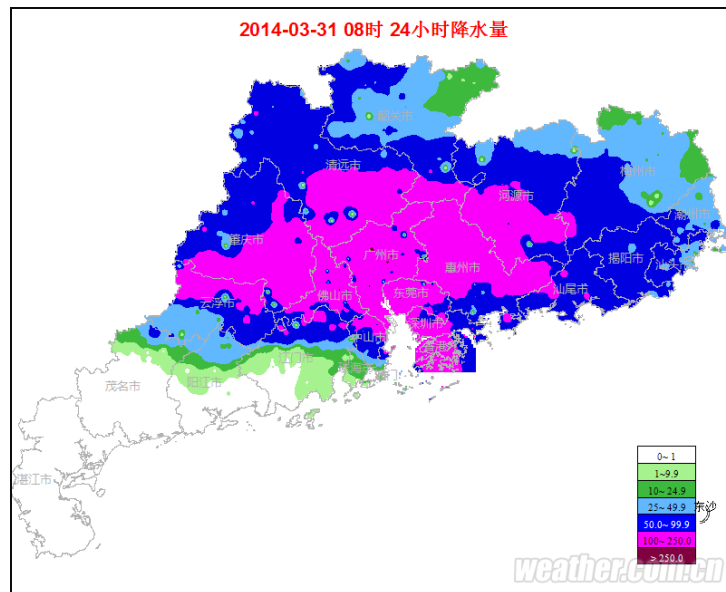 2014-03-31 08时 24小时降水量
韶关市
清远市
梅州市
河源市
潮州市
肇庆市
广州市
揭阳市
惠州市
汕头
云浮市
佛山市
东莞市
汕尾市
深圳市
中山市
香港
江门市
珠海市
澳门
茂名市
阳江市
湛江市
0~ 1
1~9.9
10~ 24.9
25~ 49.9
东沙
50.0~ 99.9
100~ 250.0
> 250.0
weather.com.cn